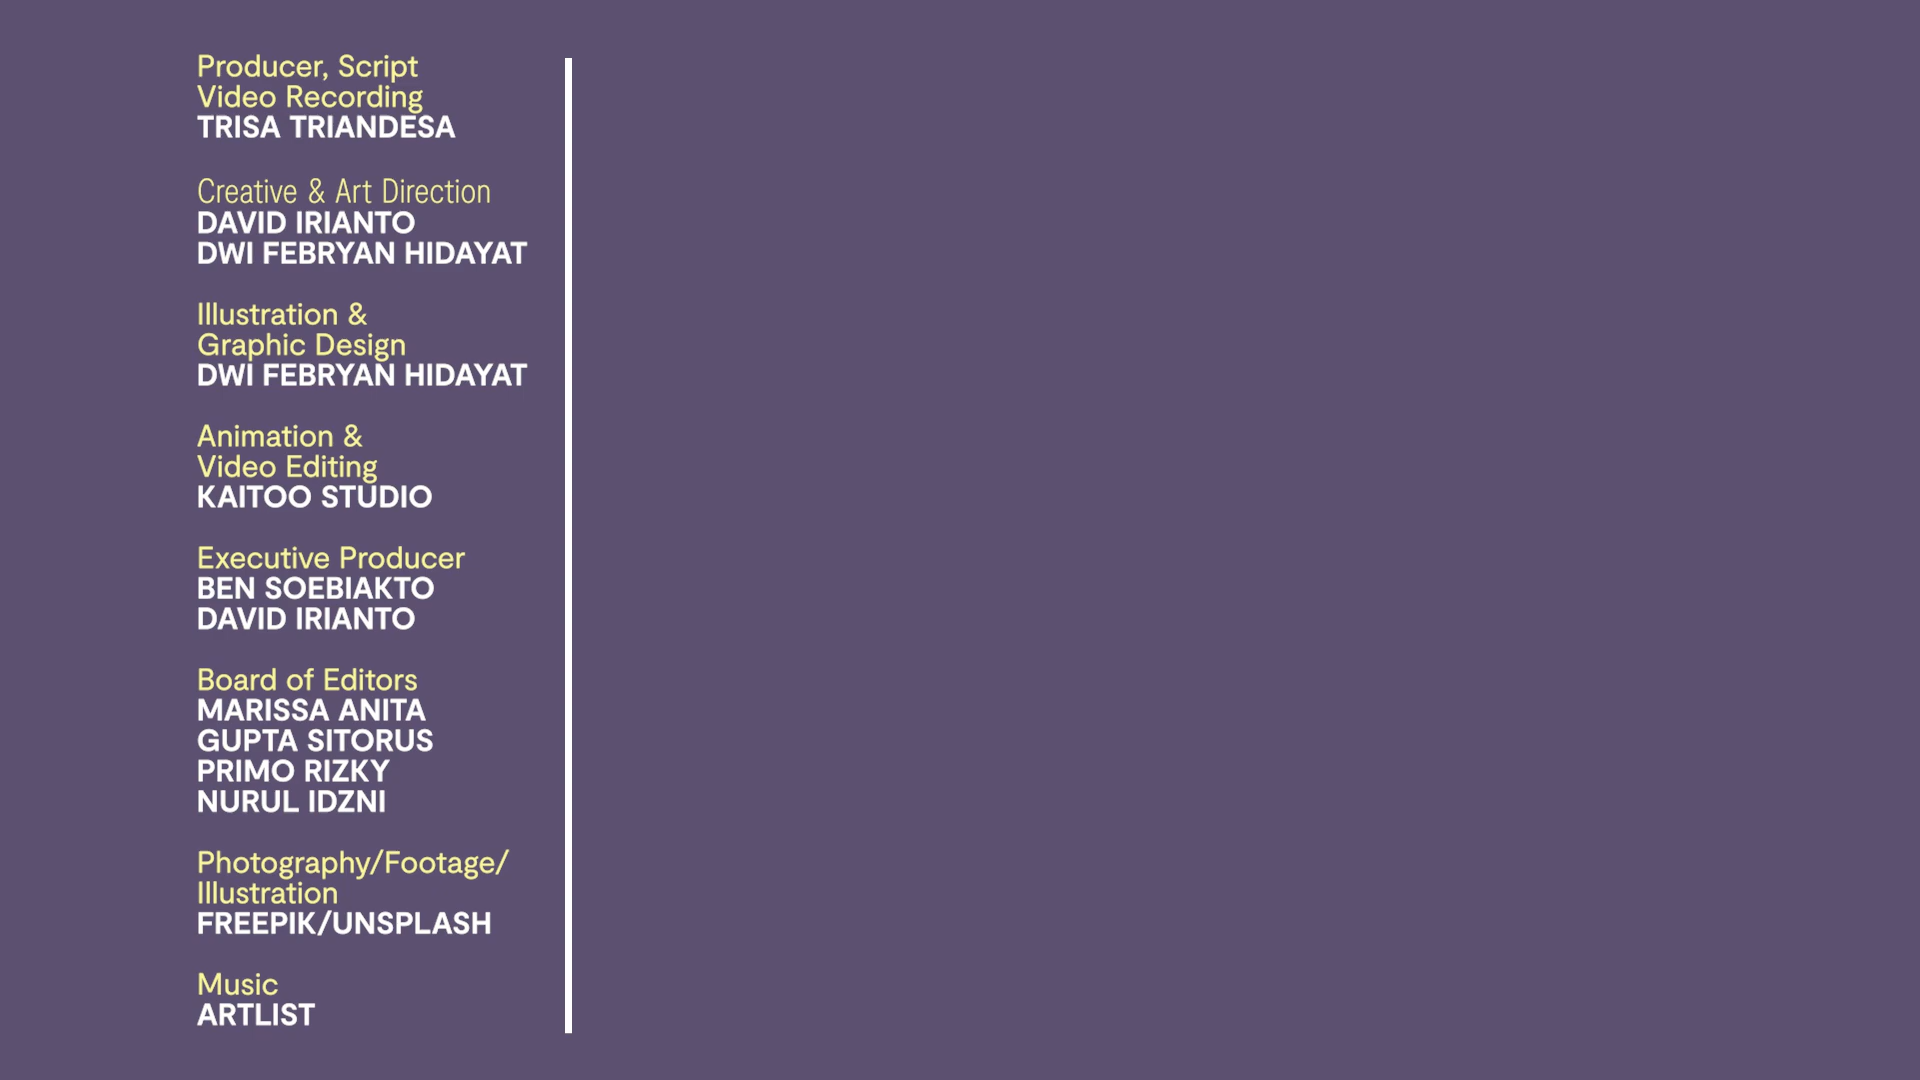 Producer, Script
Video Recording
TRISA TRIANDESA
Creative & Art Direction
DAVID IRIANTO
DWI FEBRYAN HIDAYAT
Illustration &
Graphic Design
DWI FEBRYAN HIDAYAT
Animation &
Video Editing
KAITOO STUDIO
Executive Producer
BEN SOEBIAKTO
DAVID IRIANTO
Board of Editors
MARISSA ANITA
GUPTA SITORUS
PRIMO RIZKY
NURUL IDZNI
Photography/Footage/
Illustration
FREEPIK/UNSPLASH
Music
ARTLIST